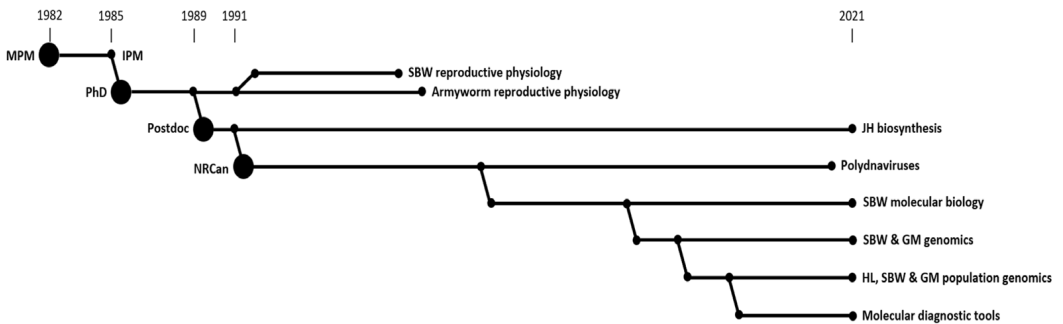 1982 1985 1989 1991 2021
MPM IPM
SBW reproductive physiology
PhD Armyworm reproductive physiology
Postdoc JH biosynthesis
NRCan Polydnaviruses
SBW molecular biology
SBW & GM genomics
HL, SBW & GM population genomics
Molecular diagnostic tools